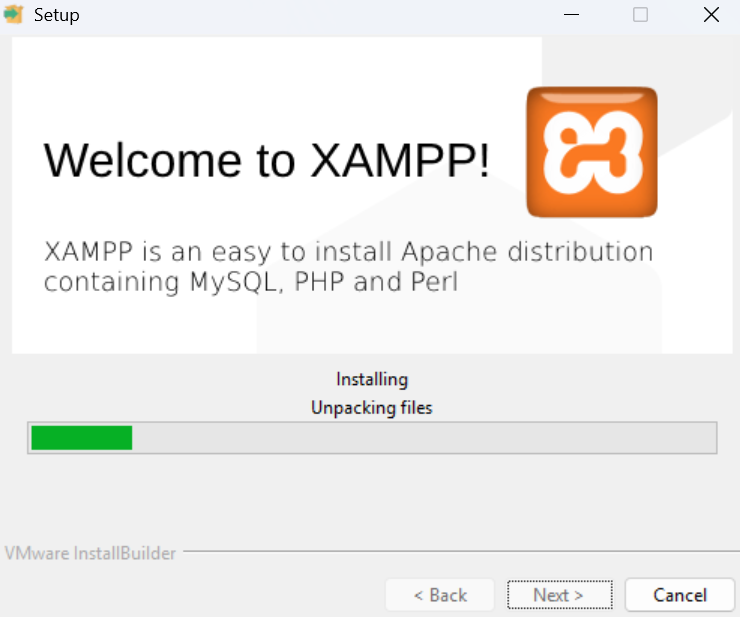 Setup
Welcome to XAMPP!
XAMPP is an easy to install Apache distribution
containing MySQL, PHP and Perl
Installing
Unpacking files
VMware InstallBuilder
< Back
Next >
Cancel